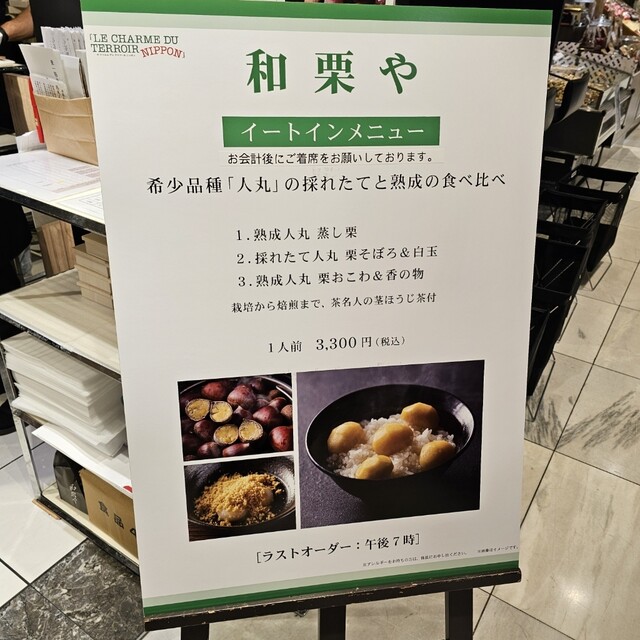 「LE CHARME DU
TERROIR NIPPON」
和栗や
イートインメニュー
お会計後にご着席をお願いしております。
希少品種「人丸」の採れたてと熟成の食べ比べ
1.熟成人丸 蒸し栗
2.採れたて人丸 栗そぼろ&白玉
3.熟成人丸 栗おこわ&香の物
栽培から焙煎まで、茶名人の茎ほうじ茶付
1人前 3,300円(税込)
[ラストオーダー:午後7時]